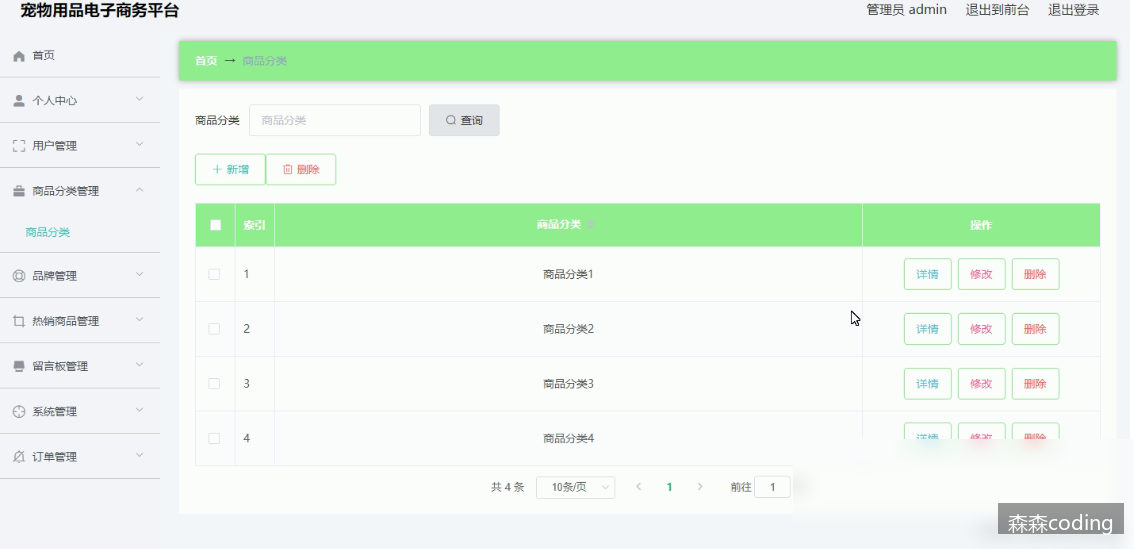 宠物用品电子商务平台
管理员 admin 退出到前台 退出登录
首页
个人中心
用户管理
商品分类管理
商品分类
品牌管理
热销商品管理
留言板管理
系统管理
订单管理
首页 → 商品分类
商品分类 商品分类 查询
+ 新增 删除
索引 商品分类 操作
1 商品分类1 详情 修改 删除
2 商品分类2 详情 修改 删除
3 商品分类3 详情 修改 删除
4 商品分类4 详情 修改 删除
共 4 条 10条/页 < 1 > 前往 1
森森coding